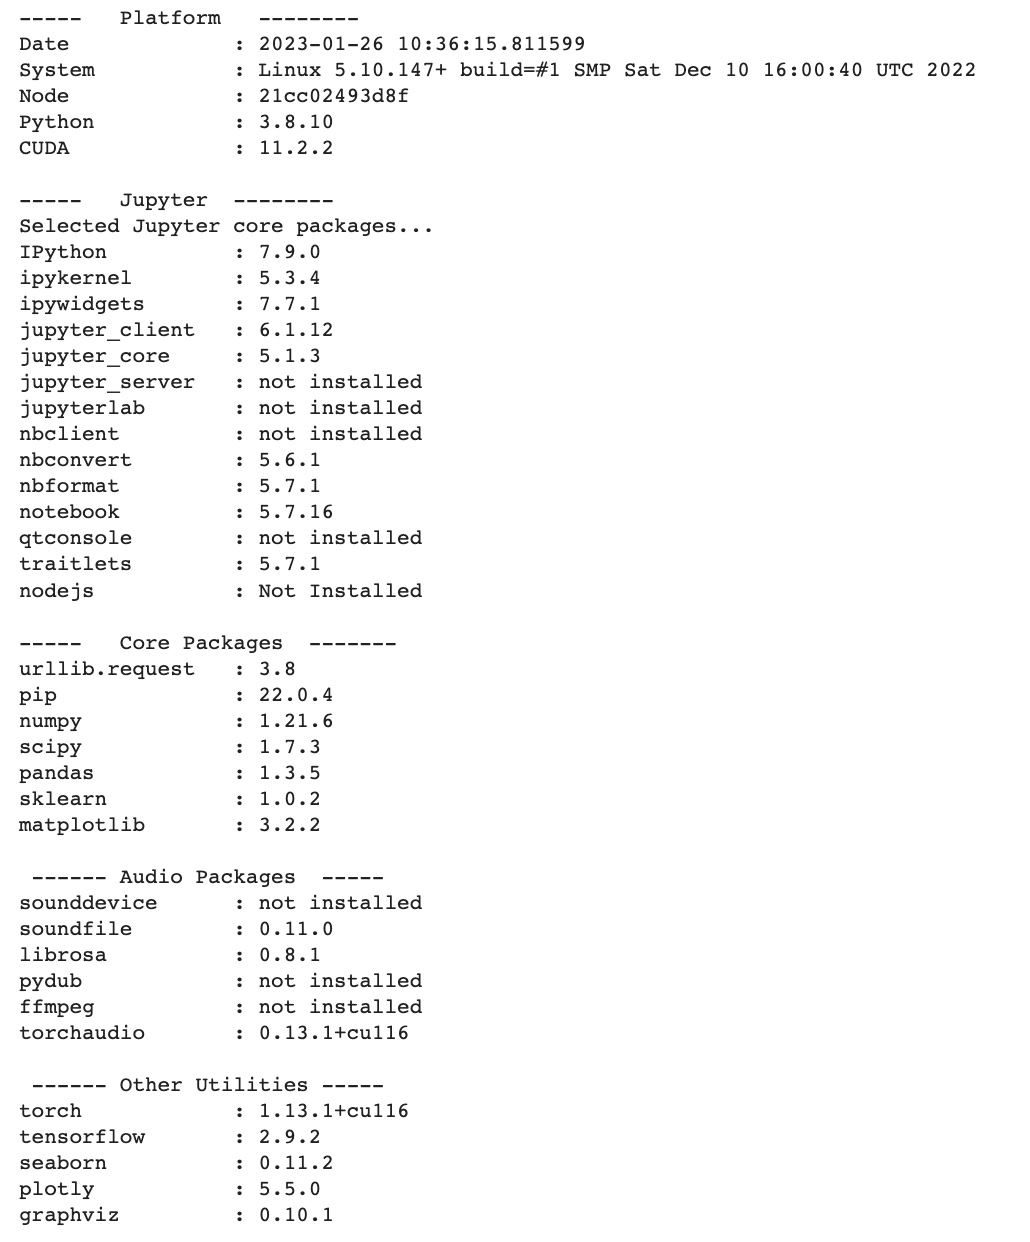 -----   Platform   --------
Date             : 2023-01-26 10:36:15.811599
System           : Linux 5.10.147+ build=#1 SMP Sat Dec 10 16:00:40 UTC 2022
Node             : 21cc02493d8f
Python           : 3.8.10
CUDA             : 11.2.2

-----   Jupyter  --------
Selected Jupyter core packages...
IPython          : 7.9.0
ipykernel        : 5.3.4
ipywidgets       : 7.7.1
jupyter_client   : 6.1.12
jupyter_core     : 5.1.3
jupyter_server   : not installed
jupyterlab       : not installed
nbclient         : not installed
nbconvert        : 5.6.1
nbformat         : 5.7.1
notebook         : 5.7.16
qtconsole        : not installed
traitlets        : 5.7.1
nodejs           : Not Installed

-----   Core Packages  -------
urllib.request   : 3.8
pip              : 22.0.4
numpy            : 1.21.6
scipy            : 1.7.3
pandas           : 1.3.5
sklearn          : 1.0.2
matplotlib       : 3.2.2

 ------ Audio Packages  -----
sounddevice      : not installed
soundfile        : 0.11.0
librosa          : 0.8.1
pydub            : not installed
ffmpeg           : not installed
torchaudio       : 0.13.1+cu116

 ------ Other Utilities -----
torch            : 1.13.1+cu116
tensorflow       : 2.9.2
seaborn          : 0.11.2
plotly           : 5.5.0
graphviz         : 0.10.1